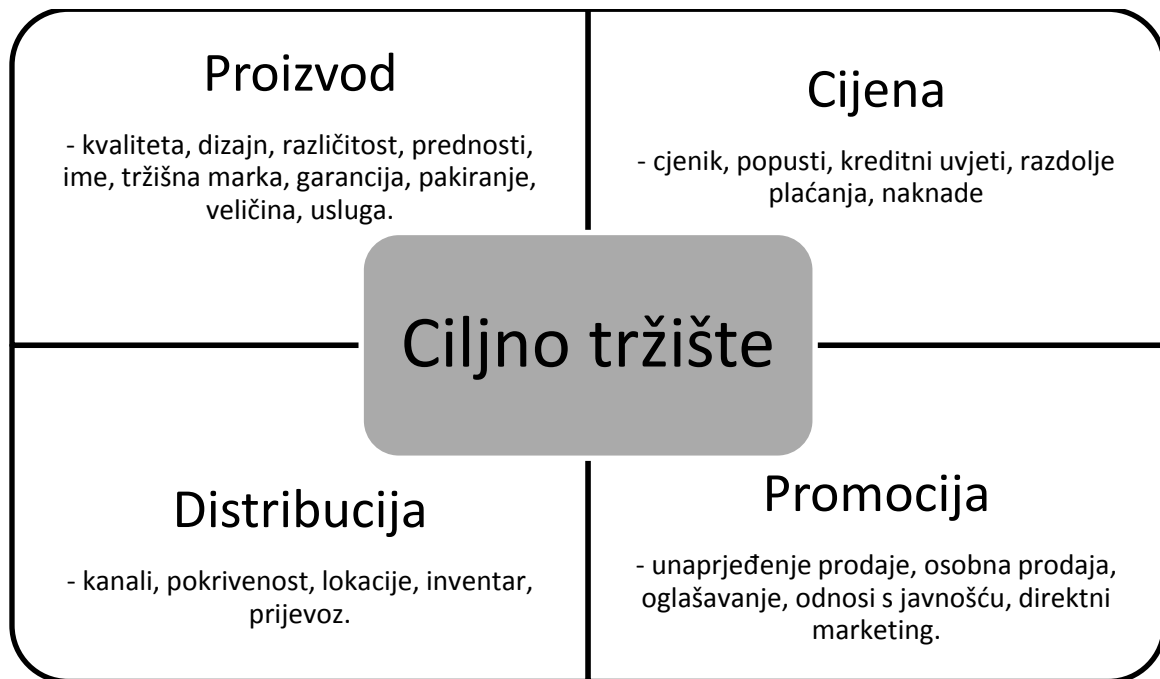 Proizvod
- kvaliteta, dizajn, različitost, prednosti,
ime, tržišna marka, garancija, pakiranje,
veličina, usluga.
Cijena
- cjenik, popusti, kreditni uvjeti, razdolje
plaćanja, naknade
Ciljno tržište
Distribucija
- kanali, pokrivenost, lokacije, inventar,
prijevoz.
Promocija
- unaprjeđenje prodaje, osobna prodaja,
oglašavanje, odnosi s javnošću, direktni
marketing.